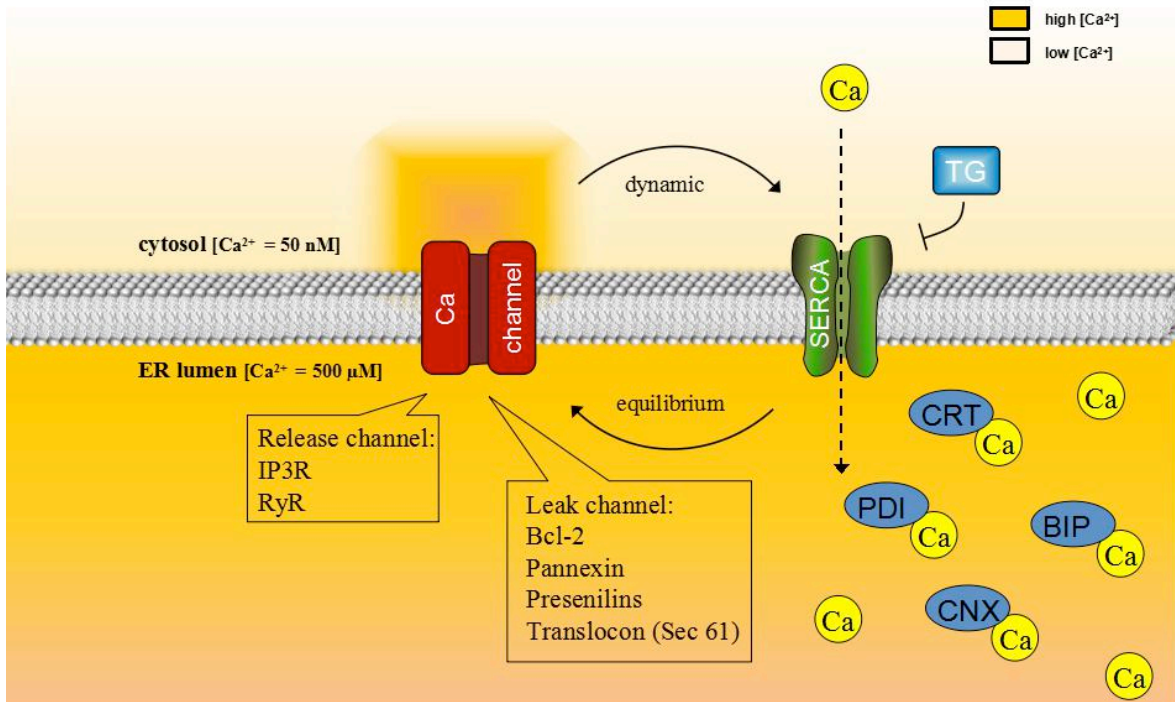 high [Ca²⁺]
low [Ca²⁺]
Ca
TG
dynamic
cytosol [Ca²⁺ = 50 nM]
Ca
channel
SERCA
ER lumen [Ca²⁺ = 500 µM]
equilibrium
Release channel:
IP3R
RyR
Leak channel:
Bcl-2
Pannexin
Presenilins
Translocon (Sec 61)
CRT
Ca
Ca
PDI
Ca
BIP
Ca
CNX
Ca
Ca
Ca